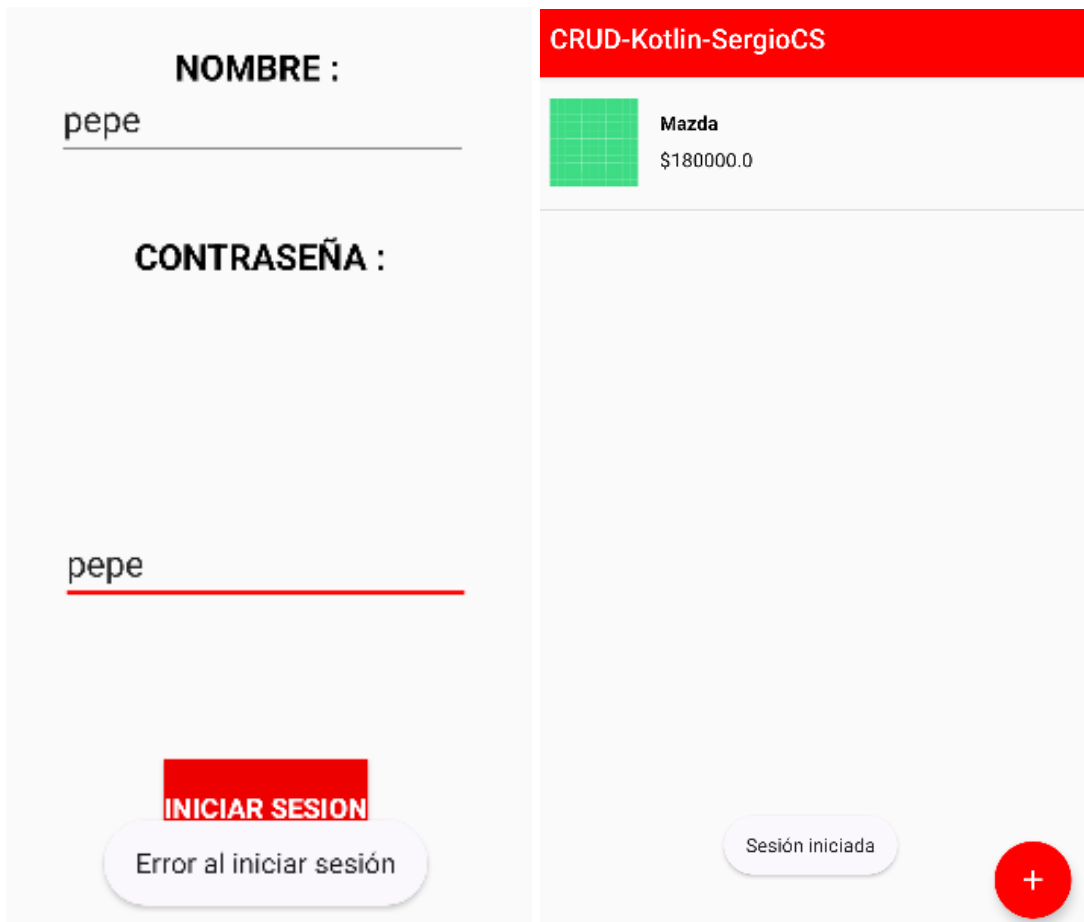 NOMBRE :
pepe
CONTRASEÑA :
pepe
INICIAR SESION
Error al iniciar sesión
CRUD-Kotlin-SergioCS
Mazda
$180000.0
Sesión iniciada
+